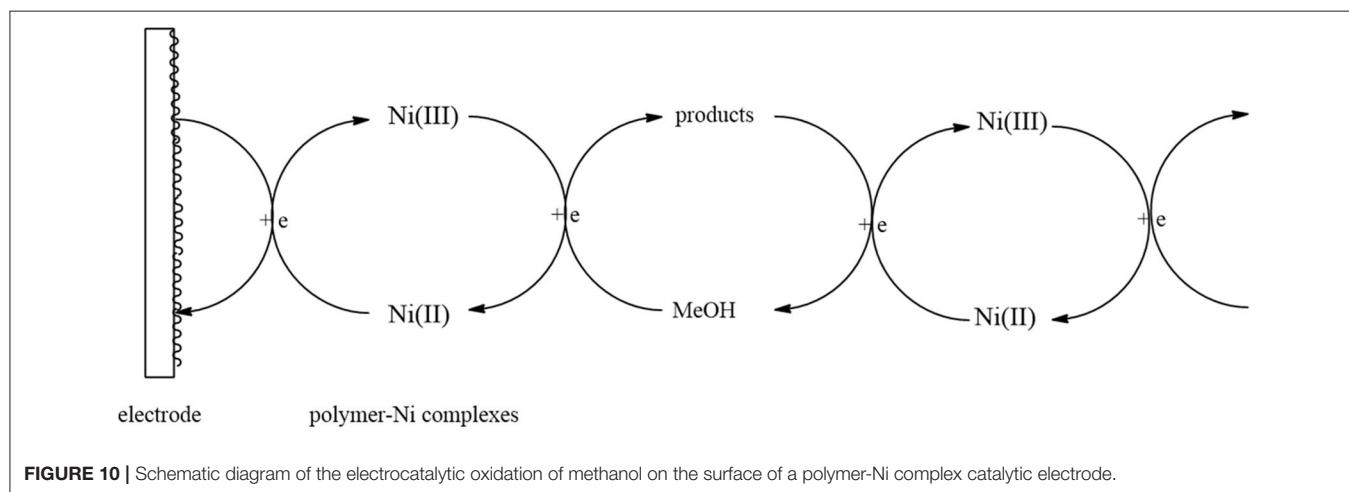 Ni(III) products Ni(III)
+ e + e + e + e
Ni(II) MeOH Ni(II)
electrode polymer-Ni complexes
FIGURE 10 | Schematic diagram of the electrocatalytic oxidation of methanol on the surface of a polymer-Ni complex catalytic electrode.